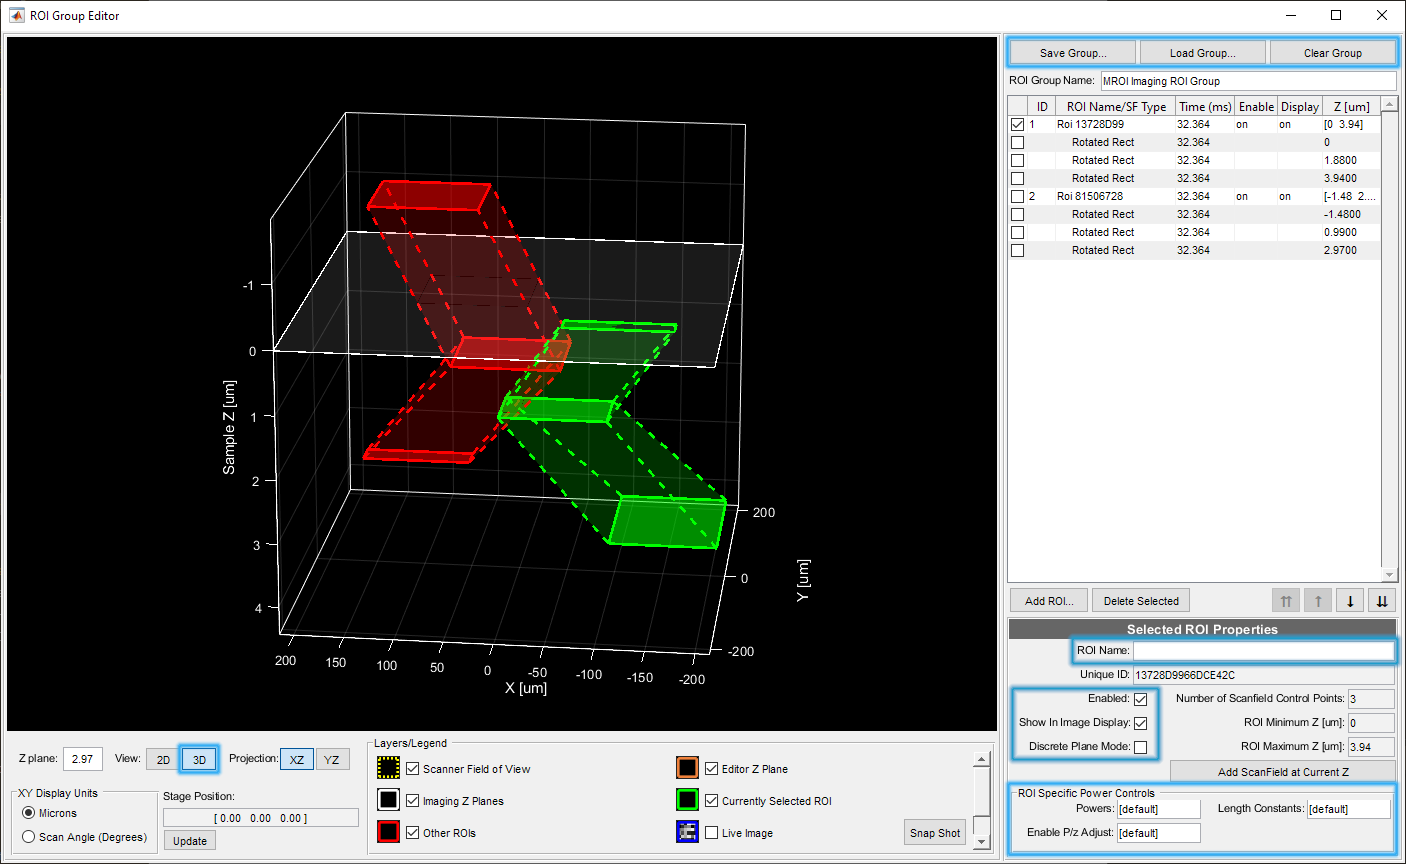 ROI Group Editor
Save Group... Load Group... Clear Group
ROI Group Name: MROI Imaging ROI Group
ID ROI Name/SF Type Time (ms) Enable Display Z [um]
1 Roi 13728D99 32.364 on on [0 3.94]
Rotated Rect 32.364 0
Rotated Rect 32.364 1.8800
Rotated Rect 32.364 3.9400
2 Roi 81506728 32.364 on on [-1.48 2....
Rotated Rect 32.364 -1.4800
Rotated Rect 32.364 0.9900
Rotated Rect 32.364 2.9700
-1
0
1
2
3
4
Sample Z [um]
200 150 100 50 0 -50 -100 -150 -200
X [um]
200
0
-200
Y [um]
Add ROI... Delete Selected
Selected ROI Properties
ROI Name:
Unique ID: 13728D9966DCE42C
Enabled: Number of Scanfield Control Points: 3
Show In Image Display: ROI Minimum Z [um]: 0
Discrete Plane Mode: ROI Maximum Z [um]: 3.94
Add ScanField at Current Z
ROI Specific Power Controls
Powers: [default] Length Constants: [default]
Enable P/z Adjust: [default]
Z plane: 2.97 View: 2D 3D Projection: XZ YZ
XY Display Units
Microns
Scan Angle (Degrees)
Stage Position:
[ 0.00 0.00 0.00 ]
Update
Layers/Legend
Scanner Field of View Editor Z Plane
Imaging Z Planes Currently Selected ROI
Other ROIs Live Image Snap Shot